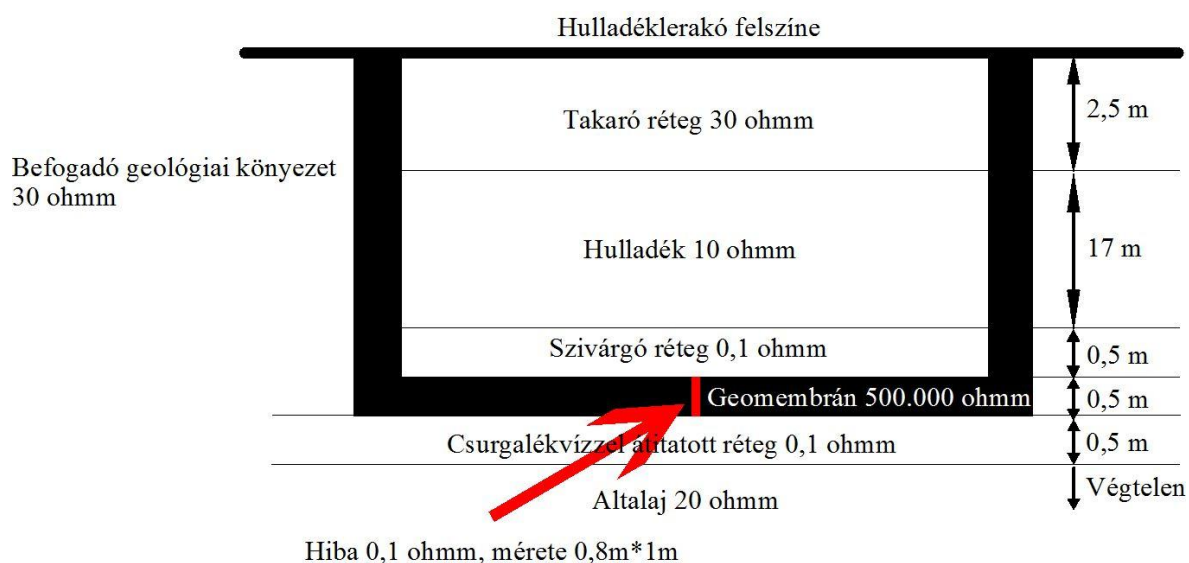 Hulladéklerakó felszíne
Takaró réteg 30 ohmm
2,5 m
Befogadó geológiai könyezet
30 ohmm
Hulladék 10 ohmm
17 m
Szivárgó réteg 0,1 ohmm
0,5 m
Geomembrán 500.000 ohmm
0,5 m
Csurgalékvízzel átitatott réteg 0,1 ohmm
0,5 m
Altalaj 20 ohmm
Végtelen
Hiba 0,1 ohmm, mérete 0,8m*1m